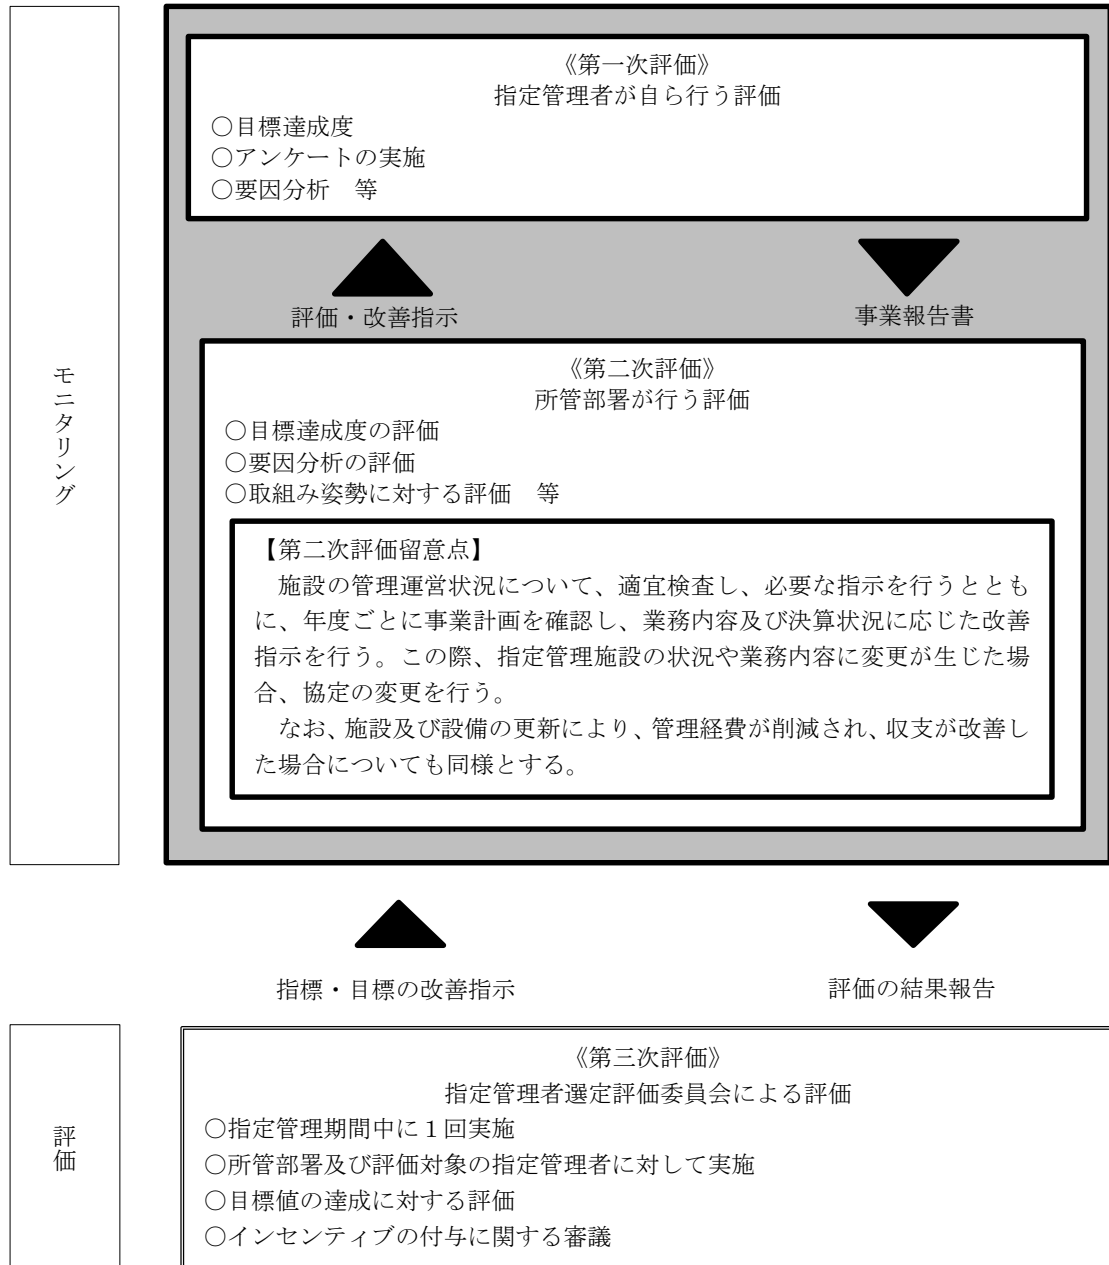 モニタリング
《第一次評価》
指定管理者が自ら行う評価
○目標達成度
○アンケートの実施
○要因分析　等
評価・改善指示
事業報告書
《第二次評価》
所管部署が行う評価
○目標達成度の評価
○要因分析の評価
○取組み姿勢に対する評価　等
【第二次評価留意点】
　施設の管理運営状況について、適宜検査し、必要な指示を行うととも
に、年度ごとに事業計画を確認し、業務内容及び決算状況に応じた改善
指示を行う。この際、指定管理施設の状況や業務内容に変更が生じた場
合、協定の変更を行う。
　なお、施設及び設備の更新により、管理経費が削減され、収支が改善し
た場合についても同様とする。
指標・目標の改善指示
評価の結果報告
評価
《第三次評価》
指定管理者選定評価委員会による評価
○指定管理期間中に１回実施
○所管部署及び評価対象の指定管理者に対して実施
○目標値の達成に対する評価
○インセンティブの付与に関する審議